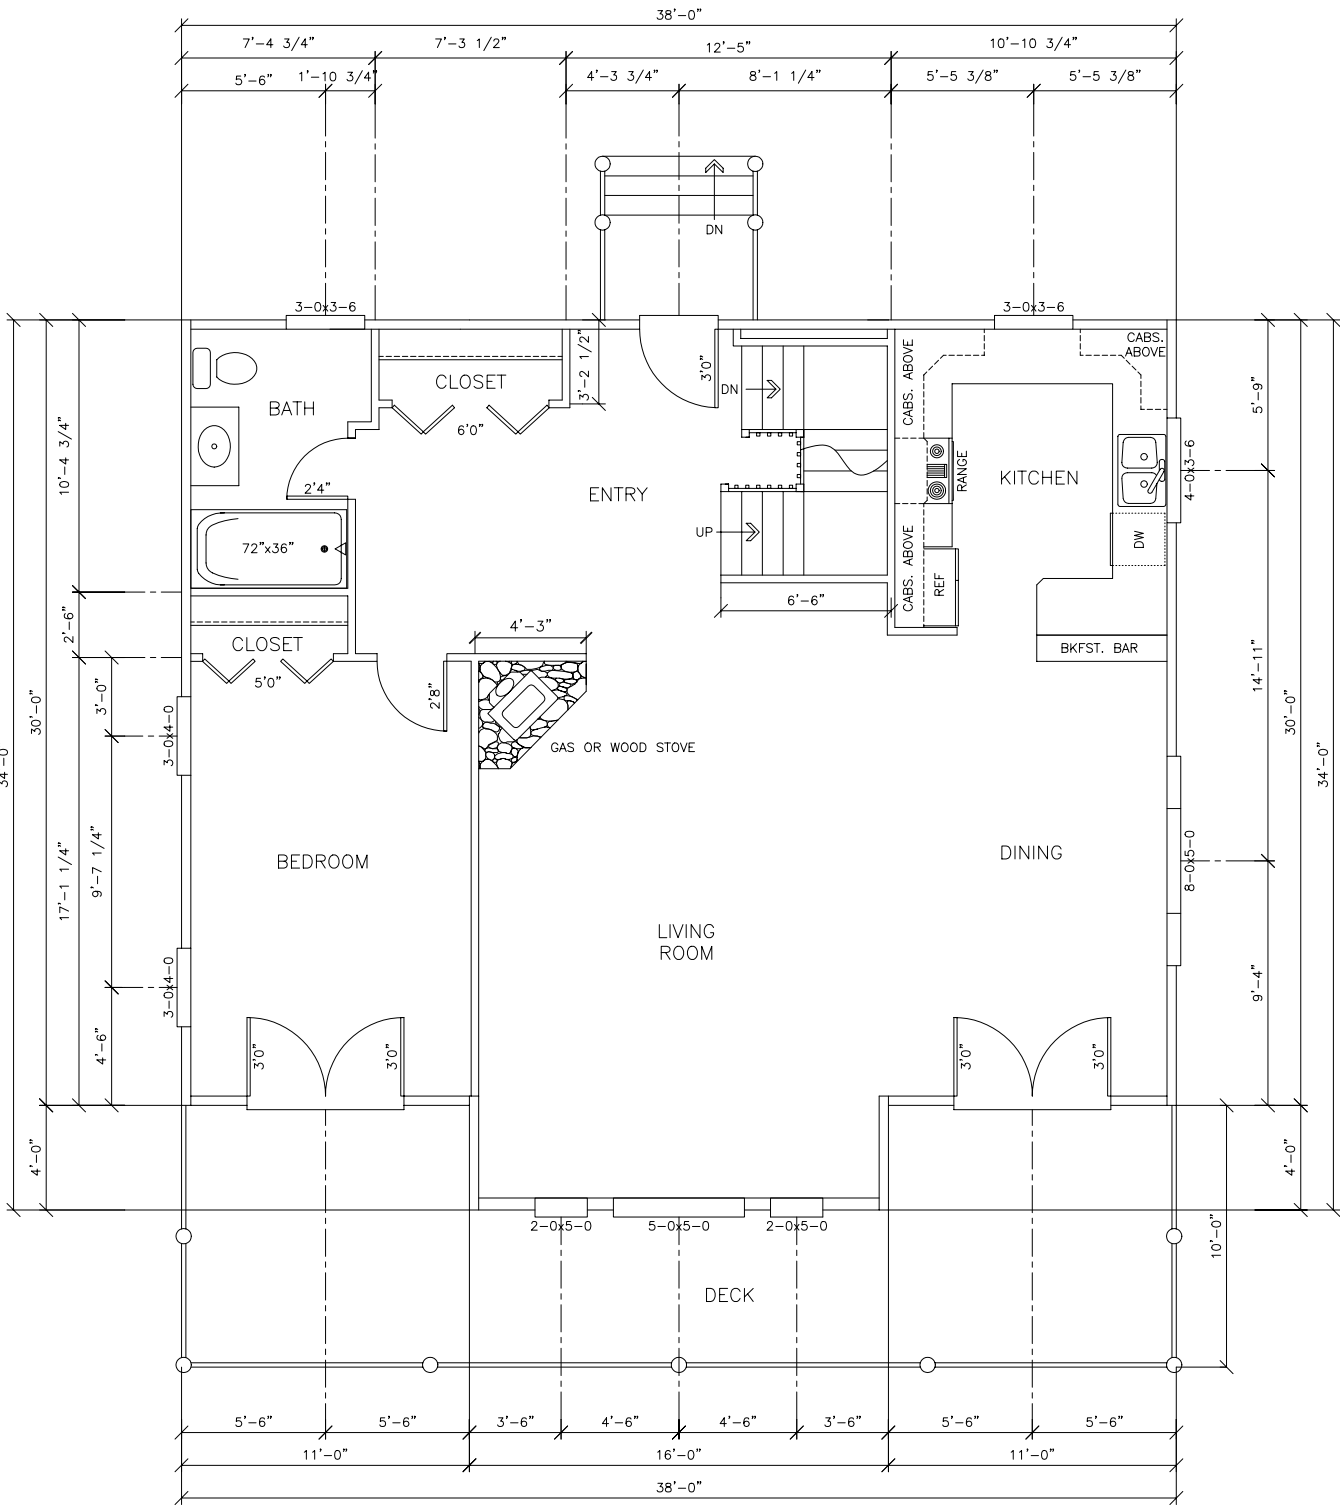 38'-0"
7'-4 3/4" 7'-3 1/2" 12'-5" 10'-10 3/4"
5'-6" 1'-10 3/4" 4'-3 3/4" 8'-1 1/4" 5'-5 3/8" 5'-5 3/8"
DN
3-0x3-6
3-0x3-6
CABS.
ABOVE
CABS. ABOVE
3'-2 1/2"
3'0"
5'-9"
CLOSET
DN
BATH
6'0"
10'-4 3/4"
4-0x3-6
RANGE
KITCHEN
2'4"
ENTRY
UP
72"x36"
DW
CABS. ABOVE
REF
6'-6"
2'-6"
4'-3"
CLOSET
BKFST. BAR
14'-11"
5'0"
2'8"
3'-0"
30'-0"
30'-0"
3-0x4-0
GAS OR WOOD STOVE
34'-0
34'-0"
BEDROOM
DINING
8-0x5-0
9'-7 1/4"
17'-1 1/4"
LIVING
ROOM
3-0x4-0
9'-4"
4'-6"
3'0"
3'0"
3'0"
3'0"
4'-0"
4'-0"
2-0x5-0 5-0x5-0 2-0x5-0
10'-0"
DECK
5'-6" 5'-6" 3'-6" 4'-6" 4'-6" 3'-6" 5'-6" 5'-6"
11'-0" 16'-0" 11'-0"
38'-0"